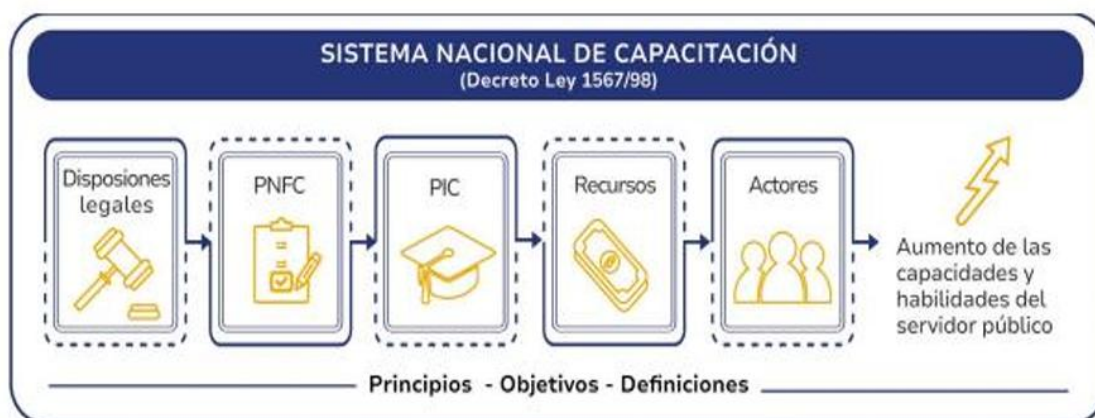 SISTEMA NACIONAL DE CAPACITACIÓN
(Decreto Ley 1567/98)
Disposiones
legales
PNFC
PIC
Recursos
Actores
Aumento de las
capacidades y
habilidades del
servidor público
Principios - Objetivos - Definiciones